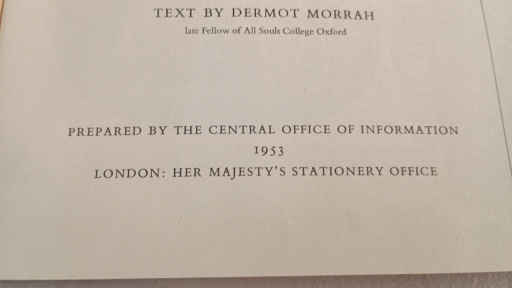 TEXT BY DERMOT MORRAH
late Fellow of All Souls College Oxford
PREPARED BY THE CENTRAL OFFICE OF INFORMATION
1953
LONDON: HER MAJESTY'S STATIONERY OFFICE